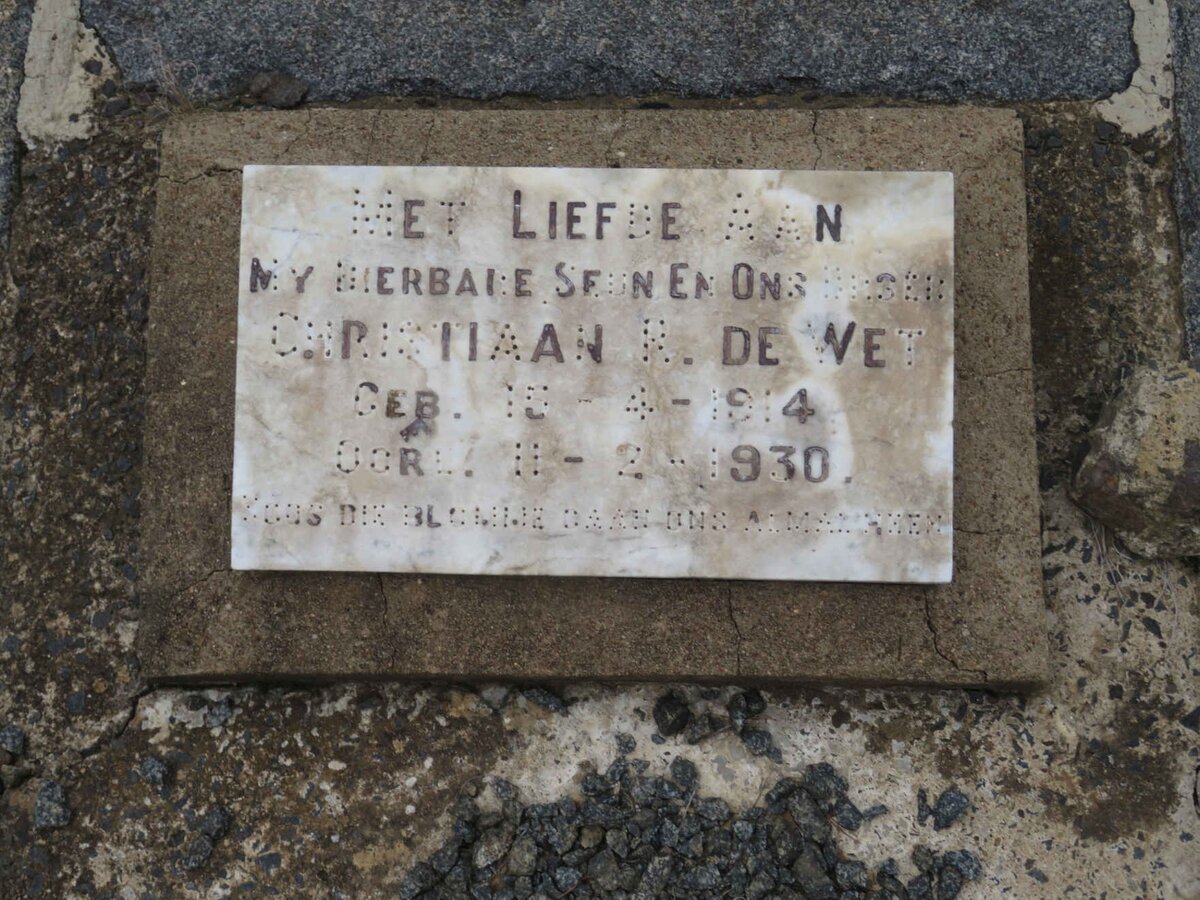 MET LIEFDE AAN
MY DIERBARE SEUN EN ONS BROER
CHRISTIAAN R. DE WET
GEB. 15-4-1914
OORL. 11-2-1930.
SOOS DIE BLOMME GAAN ONS ALMAL HEEN